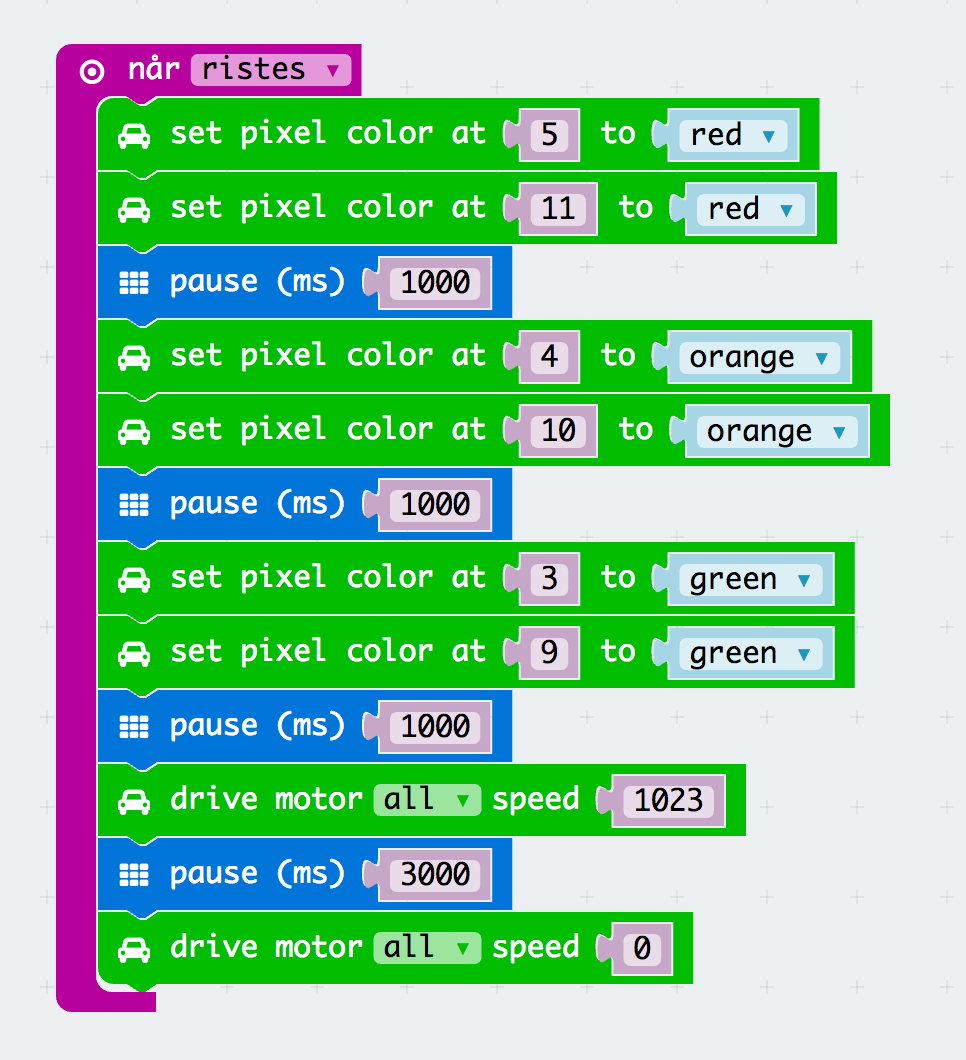 når ristes
set pixel color at 5 to red
set pixel color at 11 to red
pause (ms) 1000
set pixel color at 4 to orange
set pixel color at 10 to orange
pause (ms) 1000
set pixel color at 3 to green
set pixel color at 9 to green
pause (ms) 1000
drive motor all speed 1023
pause (ms) 3000
drive motor all speed 0